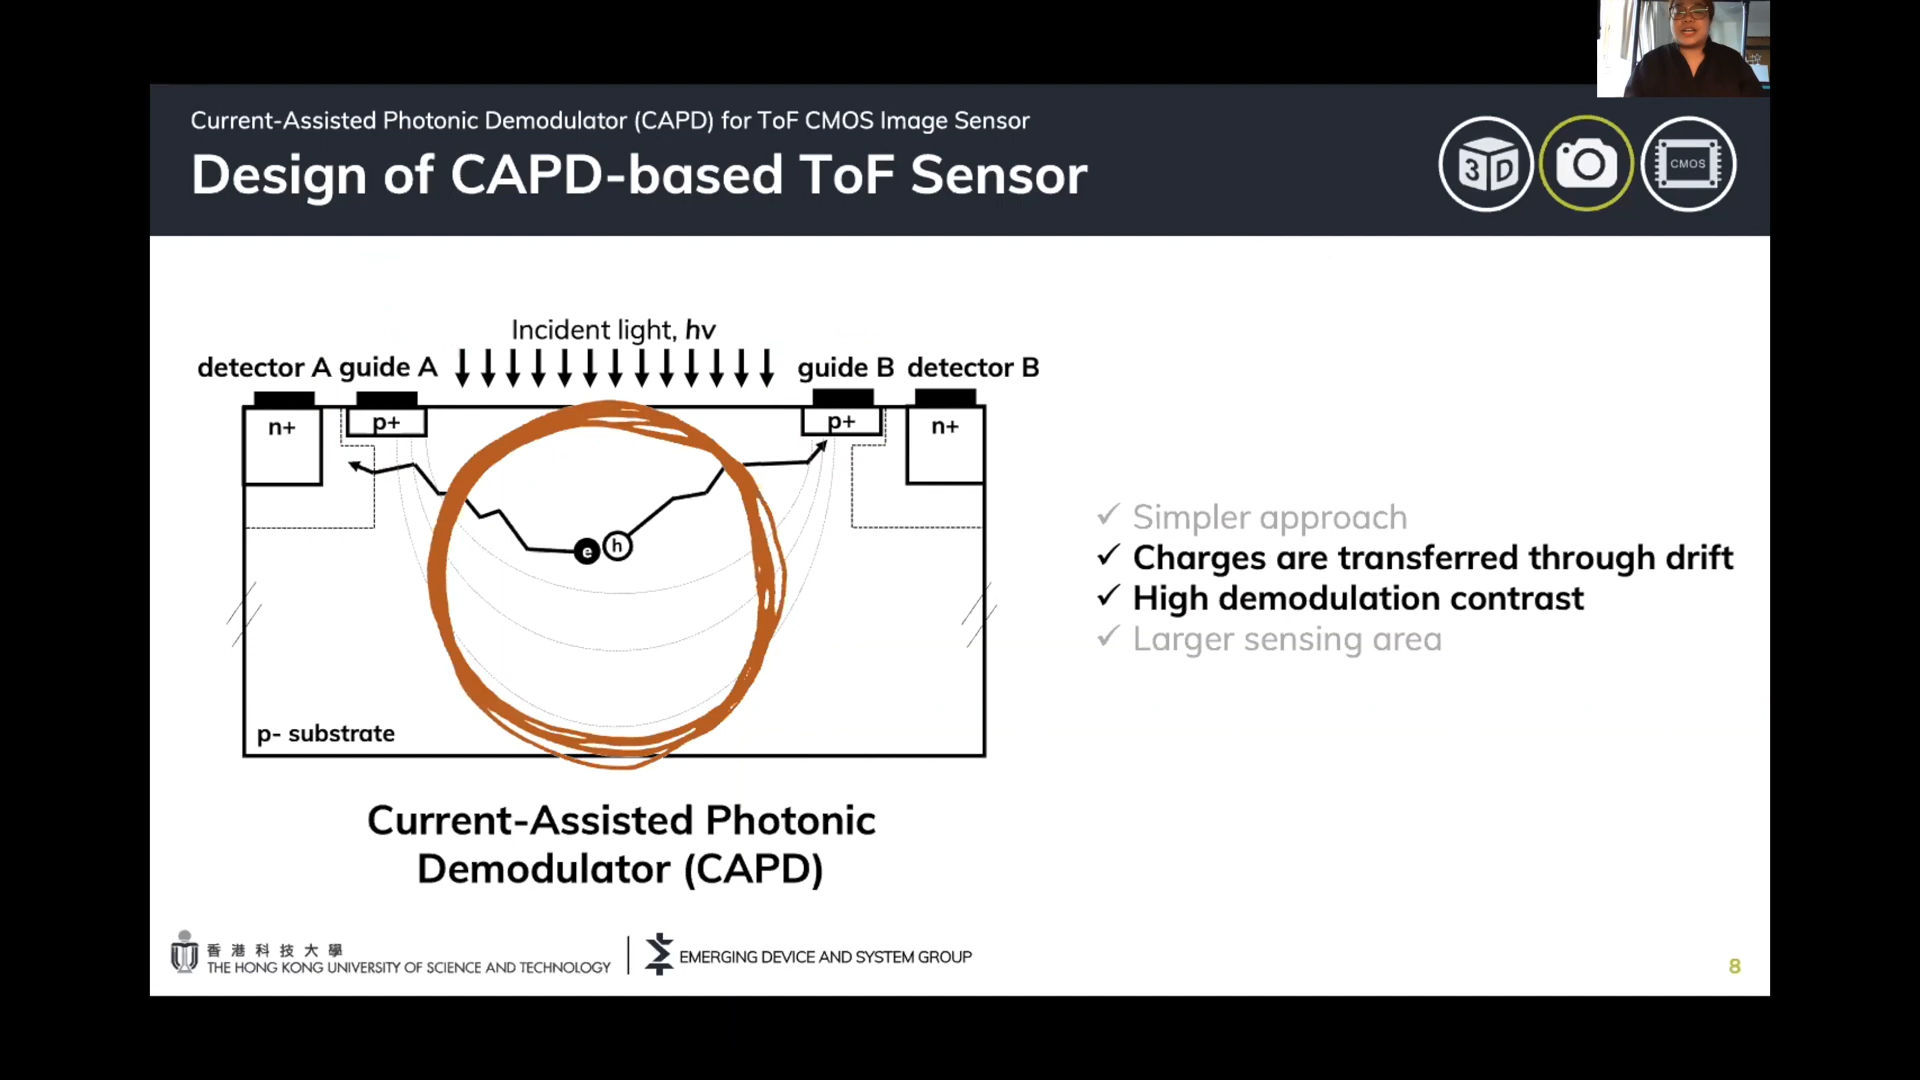 Current-Assisted Photonic Demodulator (CAPD) for ToF CMOS Image Sensor
Design of CAPD-based ToF Sensor
3D
CMOS
Incident light, hv
detector A guide A
guide B detector B
n+
p+
p+
n+
e
h
p- substrate
✓ Simpler approach
✓ Charges are transferred through drift
✓ High demodulation contrast
✓ Larger sensing area
Current-Assisted Photonic
Demodulator (CAPD)
香港科技大學
THE HONG KONG UNIVERSITY OF SCIENCE AND TECHNOLOGY
EMERGING DEVICE AND SYSTEM GROUP
8